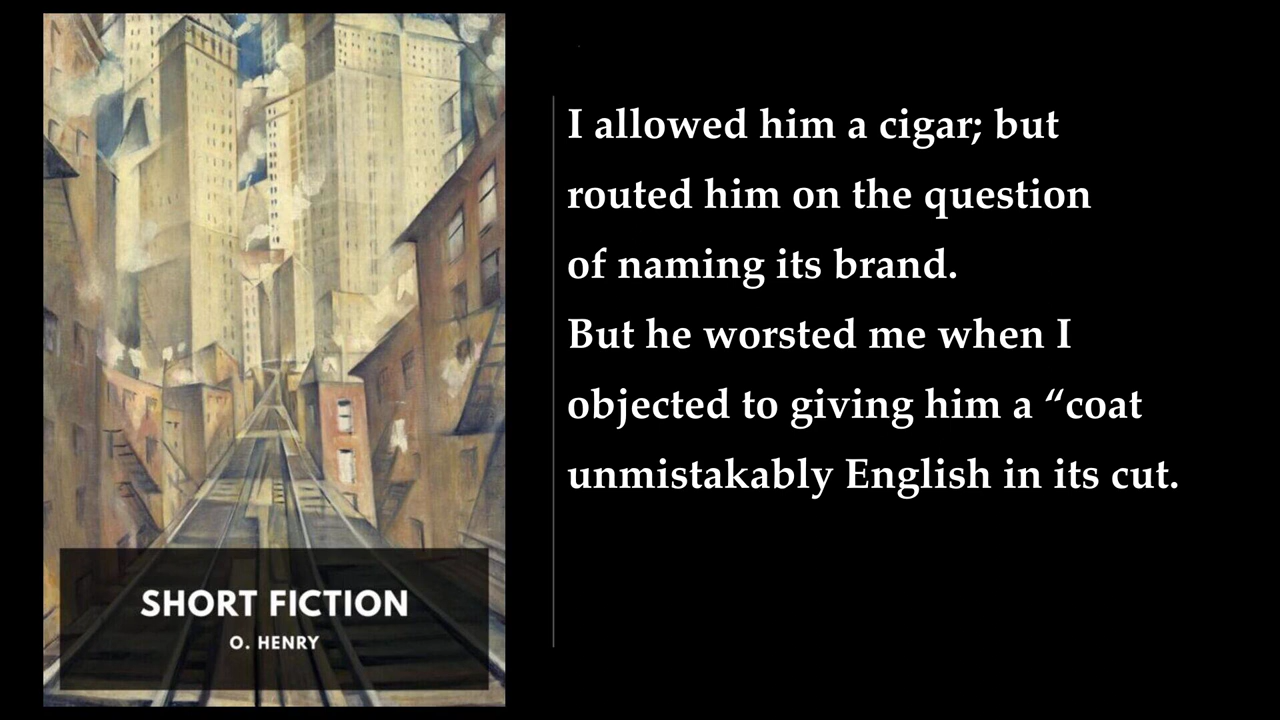 SHORT FICTION
O. HENRY
I allowed him a cigar; but
routed him on the question
of naming its brand.
But he worsted me when I
objected to giving him a “coat
unmistakably English in its cut.